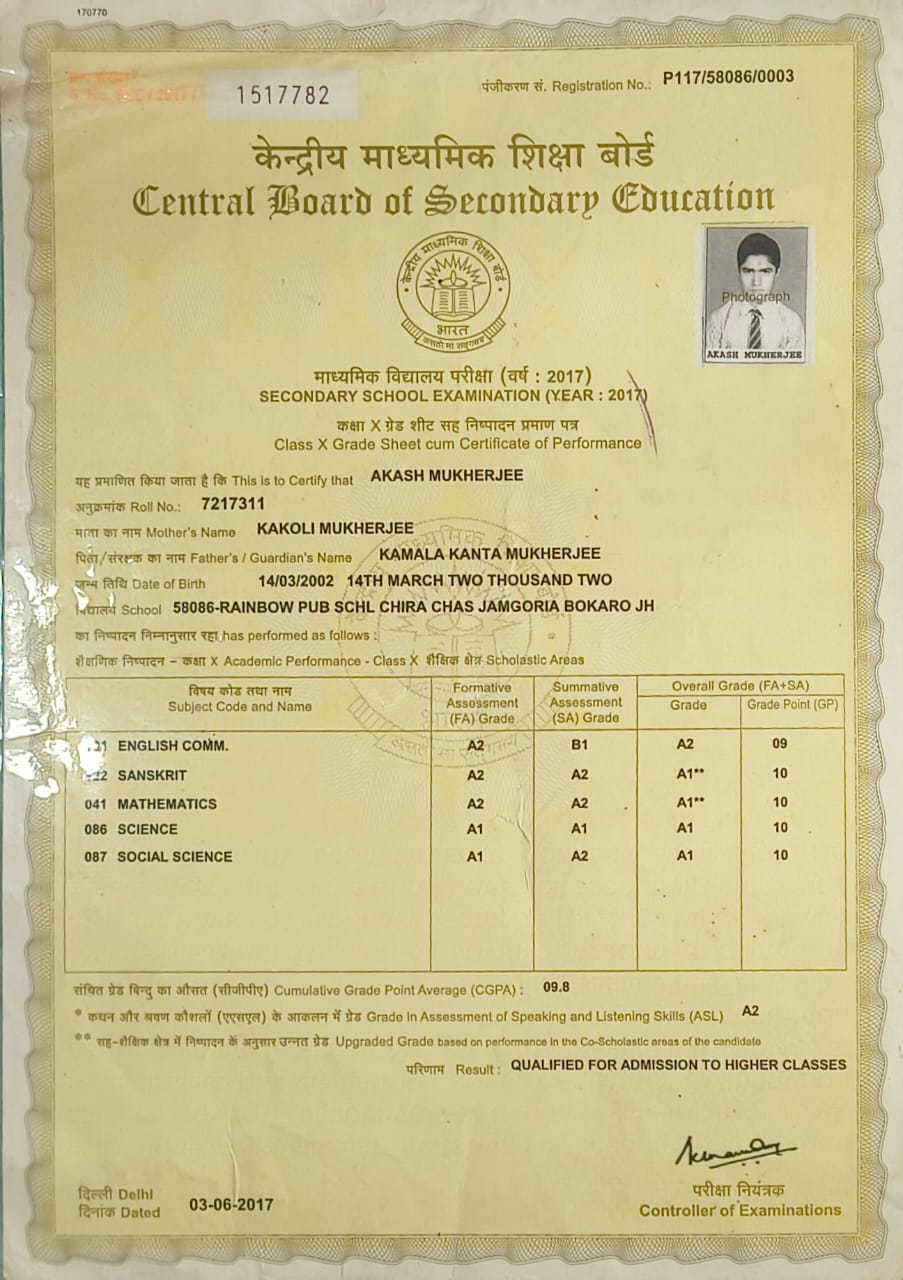 170770
1517782
पंजीकरण सं. Registration No.: P117/58086/0003
केन्द्रीय माध्यमिक शिक्षा बोर्ड
Central Board of Secondary Education
केन्द्रीय माध्यमिक शिक्षा बोर्ड
भारत
असतो मा सद्गमय
Photograph
AKASH MUKHERJEE
माध्यमिक विद्यालय परीक्षा (वर्ष : 2017)
SECONDARY SCHOOL EXAMINATION (YEAR : 2017)
कक्षा X ग्रेड शीट सह निष्पादन प्रमाण पत्र
Class X Grade Sheet cum Certificate of Performance
यह प्रमाणित किया जाता है कि This is to Certify that AKASH MUKHERJEE
अनुक्रमांक Roll No.: 7217311
माता का नाम Mother's Name KAKOLI MUKHERJEE
पिता/संरक्षक का नाम Father's / Guardian's Name KAMALA KANTA MUKHERJEE
जन्म तिथि Date of Birth 14/03/2002 14TH MARCH TWO THOUSAND TWO
विद्यालय School 58086-RAINBOW PUB SCHL CHIRA CHAS JAMGORIA BOKARO JH
का निष्पादन निम्नानुसार रहा has performed as follows :
शैक्षणिक निष्पादन – कक्षा X Academic Performance - Class X शैक्षिक क्षेत्र Scholastic Areas
विषय कोड तथा नाम Subject Code and Name
Formative Assessment (FA) Grade
Summative Assessment (SA) Grade
Overall Grade (FA+SA)
Grade Grade Point (GP)
ENGLISH COMM. A2 B1 A2 09
SANSKRIT A2 A2 A1** 10
041 MATHEMATICS A2 A2 A1** 10
086 SCIENCE A1 A1 A1 10
087 SOCIAL SCIENCE A1 A2 A1 10
संचित ग्रेड बिन्दु का औसत (सीजीपीए) Cumulative Grade Point Average (CGPA) : 09.8
* कथन और श्रवण कौशलों (एएसएल) के आकलन में ग्रेड Grade In Assessment of Speaking and Listening Skills (ASL) A2
** सह-शैक्षिक क्षेत्र में निष्पादन के अनुसार उन्नत ग्रेड Upgraded Grade based on performance in the Co-Scholastic areas of the candidate
परिणाम Result : QUALIFIED FOR ADMISSION TO HIGHER CLASSES
दिल्ली Delhi
दिनांक Dated 03-06-2017
परीक्षा नियंत्रक
Controller of Examinations